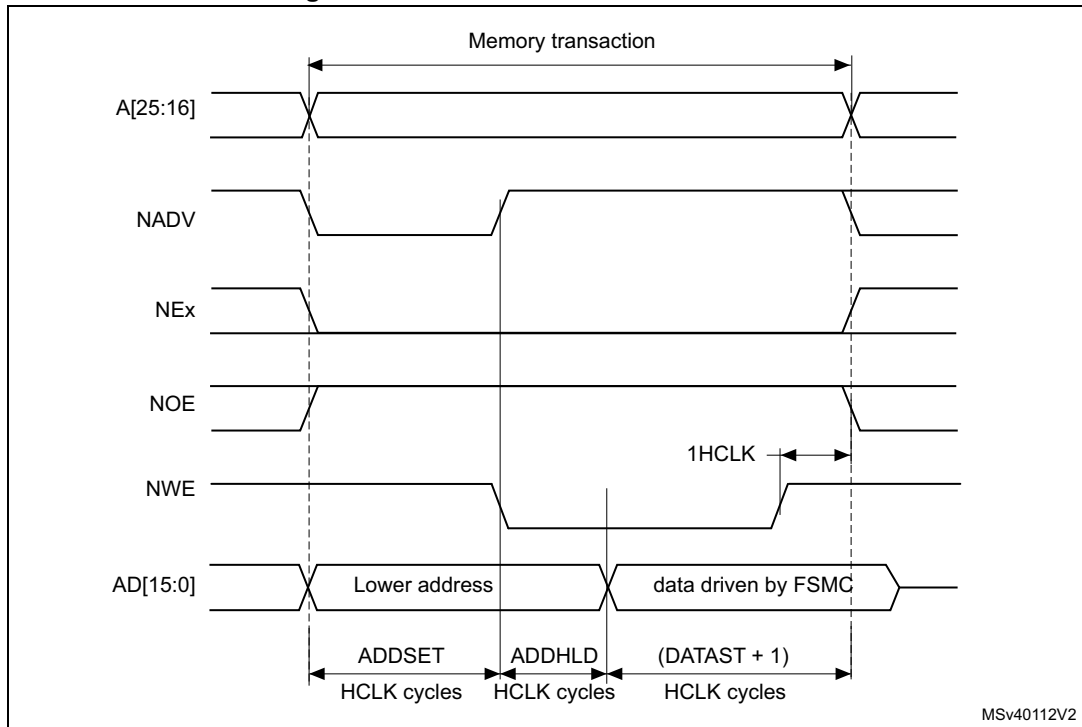 Memory transaction
A[25:16]
NADV
NEx
NOE
1HCLK
NWE
AD[15:0]
Lower address
data driven by FSMC
ADDSET
HCLK cycles
ADDHLD
HCLK cycles
(DATAST + 1)
HCLK cycles
MSv40112V2